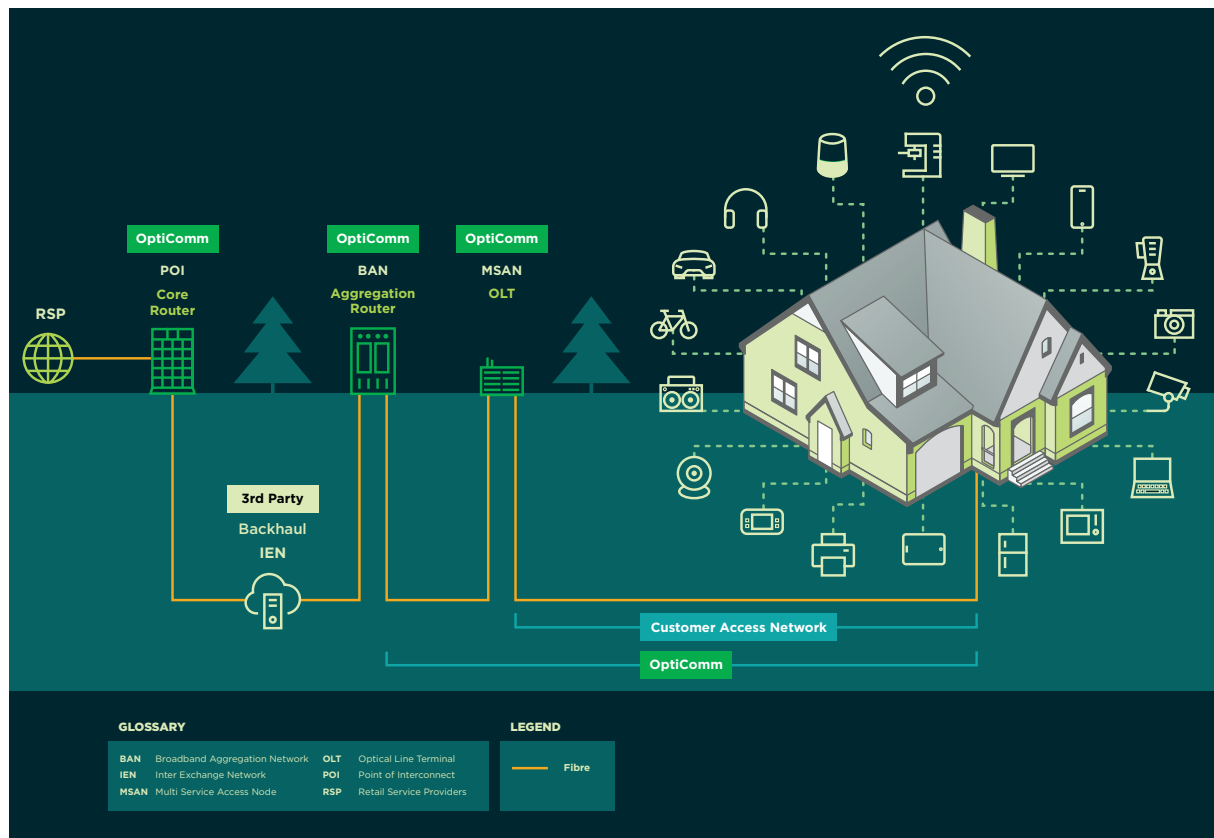 OptiComm
POI
Core
Router
RSP
OptiComm
BAN
Aggregation
Router
OptiComm
MSAN
OLT
3rd Party
Backhaul
IEN
Customer Access Network
OptiComm
GLOSSARY
BAN Broadband Aggregation Network
IEN Inter Exchange Network
MSAN Multi Service Access Node
OLT Optical Line Terminal
POI Point of Interconnect
RSP Retail Service Providers
LEGEND
Fibre